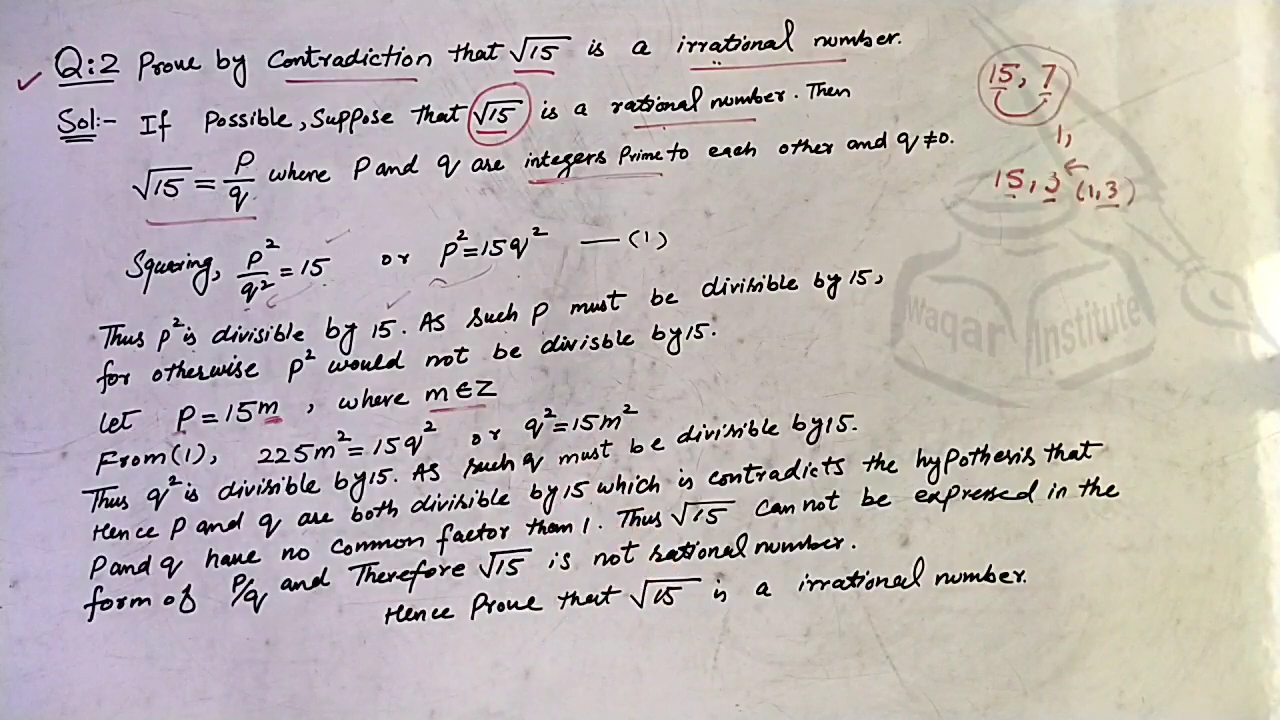 Q:2 Prove by Contradiction that √15 is a irrational number.
Sol:- If Possible, Suppose that √15 is a rational number. Then
√15 = P/q where P and q are integers Prime to each other and q ≠0.
Squaring, P²/q² = 15 or P²=15q² —(1)
Thus P² is divisible by 15. As such P must be divisible by 15,
for otherwise P² would not be divisble by 15.
let P = 15m, where m∈Z
From(1), 225m² = 15q² or q²=15m²
Thus q² is divisible by 15. As such q must be divisible by 15.
Hence P and q are both divisible by 15 which is contradicts the hypothesis that
P and q have no common factor than 1. Thus √15 Cannot be expressed in the
form of P/q and Therefore √15 is not rational number.
Hence Prove that √15 is a irrational number.
15, 7
1,
15, 3 ← (1,3)
Waqar Institute